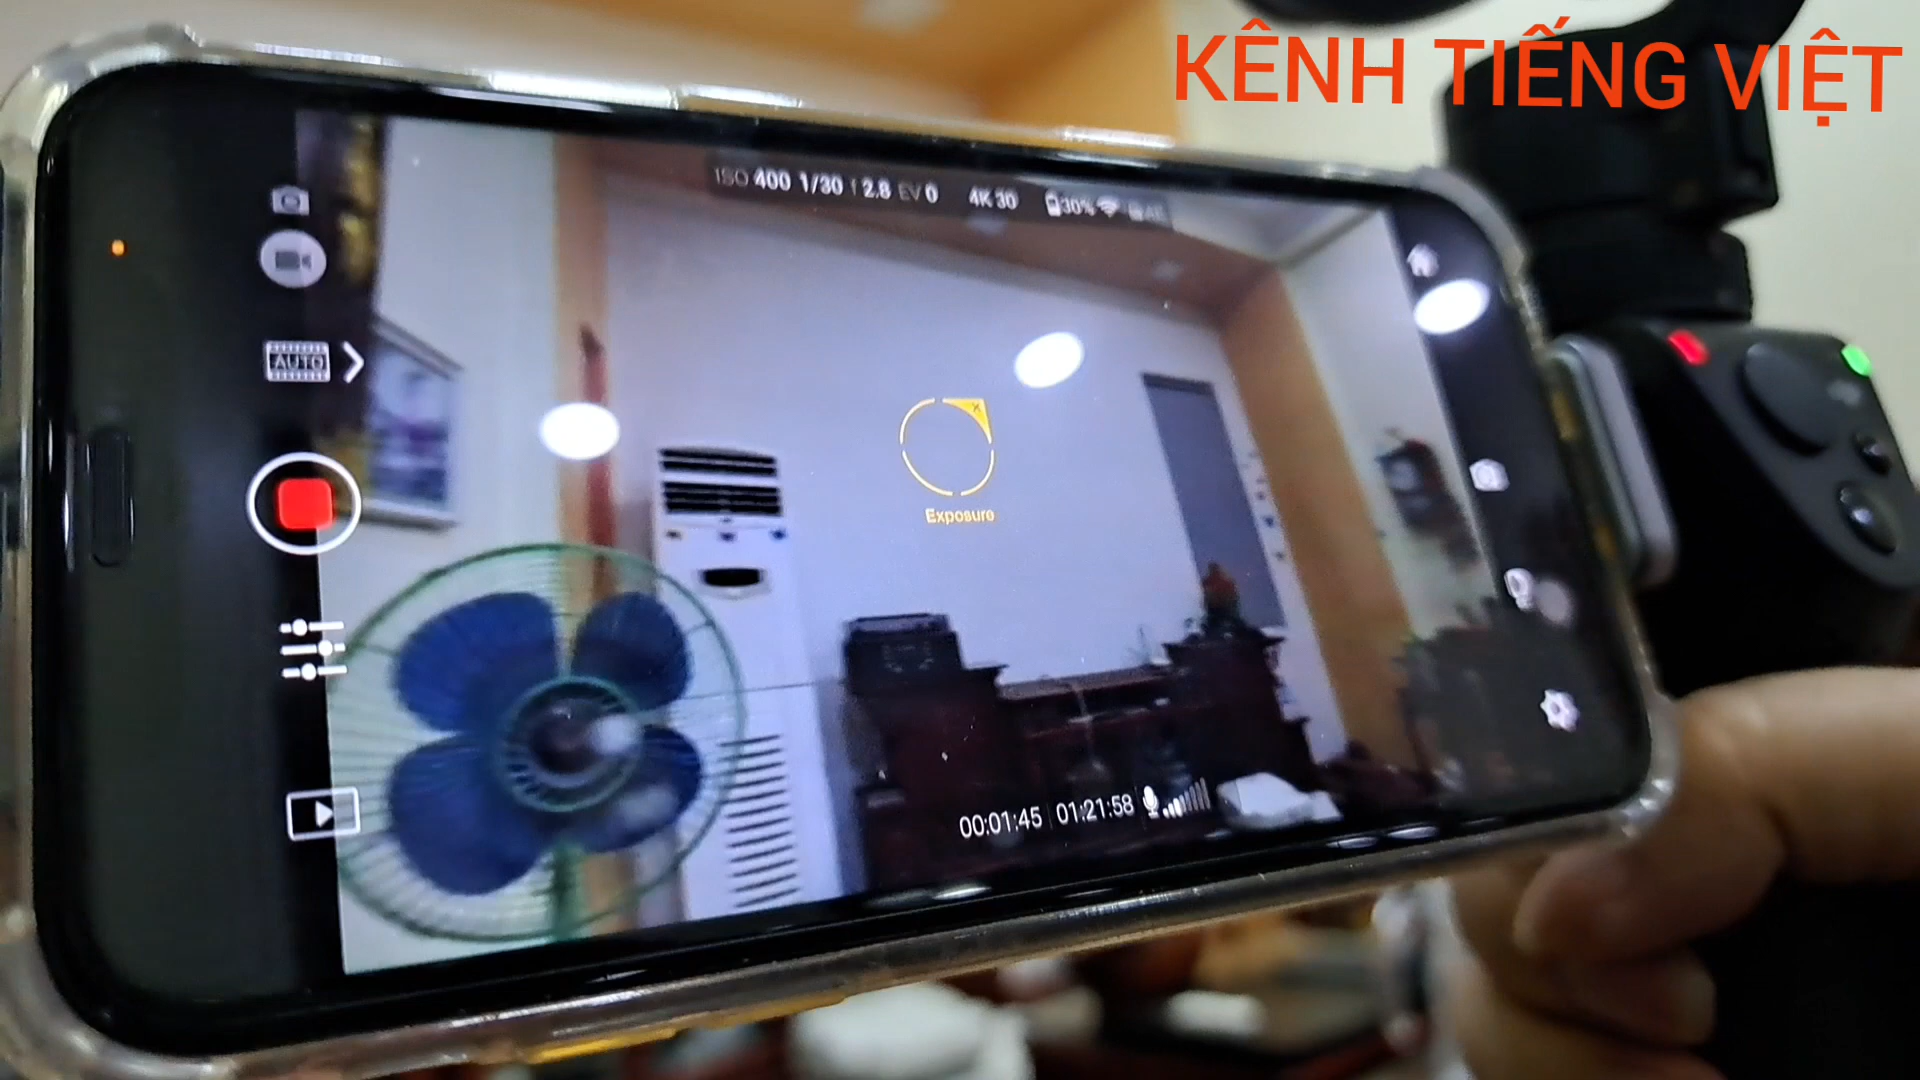 KÊNH TIẾNG VIỆT
ISO 400 1/30 f 2.8 EV 0 4K 30 30%
AUTO
Exposure
00:01:45 01:21:58